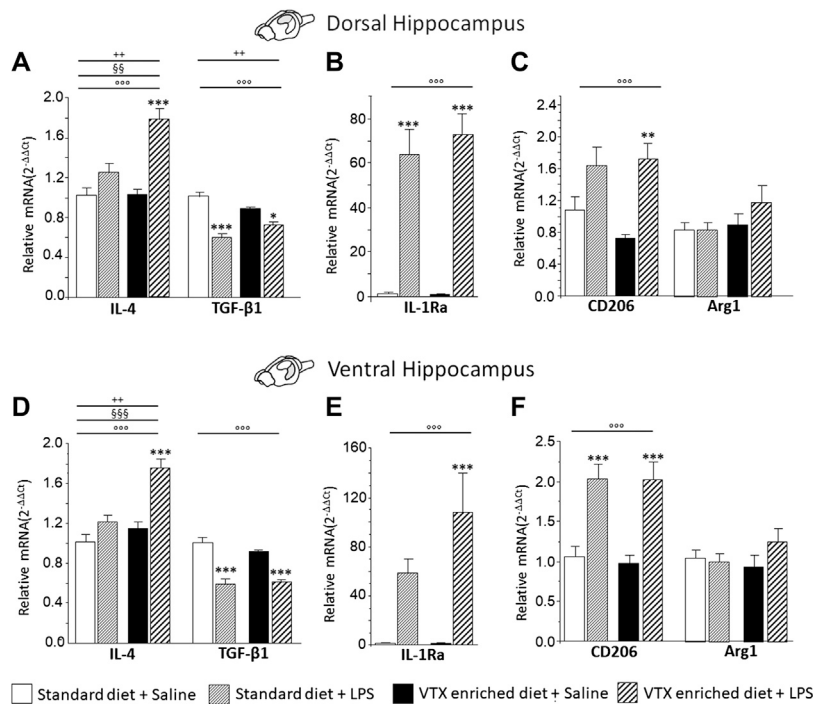 Dorsal Hippocampus
A B C
++ ++
§§
°°° °°° °°° °°°
*** *** *** **
*** *
Relative mRNA(2-ΔΔCt) Relative mRNA(2-ΔΔCt) Relative mRNA(2-ΔΔCt)
2.0 80 2.4
1.6 60 2.0
1.2 40 1.6
0.8 20 1.2
0.4 0 0.8
0.0 0.4
0.0
IL-4 TGF-β1 IL-1Ra CD206 Arg1
Ventral Hippocampus
D E F
++
§§§
°°° °°° °°° °°°
*** *** *** ***
*** ***
Relative mRNA(2-ΔΔCt) Relative mRNA(2-ΔΔCt) Relative mRNA(2-ΔΔCt)
2.0 160 2.5
1.6 120 2.0
1.2 80 1.5
0.8 40 1.0
0.4 0 0.5
0.0 0.0
IL-4 TGF-β1 IL-1Ra CD206 Arg1
Standard diet + Saline Standard diet + LPS VTX enriched diet + Saline VTX enriched diet + LPS